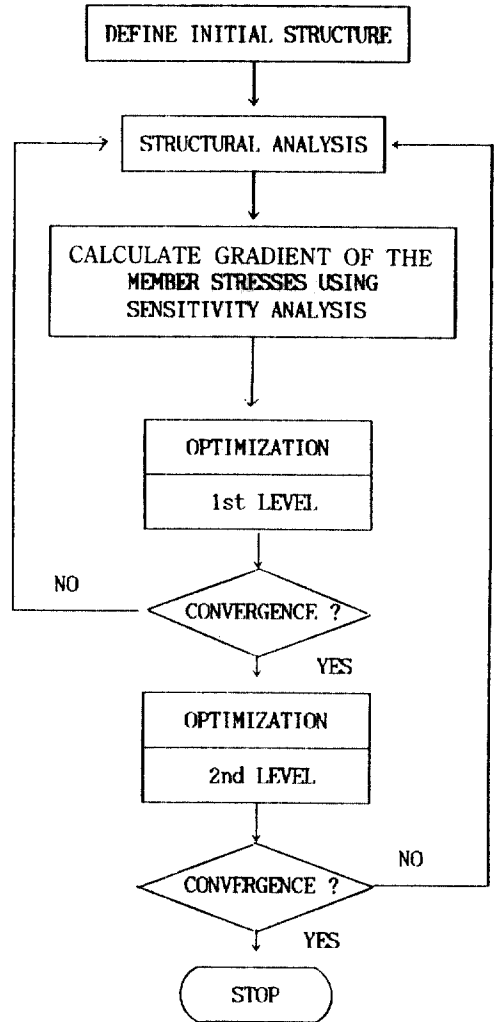 DEFINE INITIAL STRUCTURE
STRUCTURAL ANALYSIS
CALCULATE GRADIENT OF THE
MEMBER STRESSES USING
SENSITIVITY ANALYSIS
OPTIMIZATION
1st LEVEL
NO
CONVERGENCE ?
YES
OPTIMIZATION
2nd LEVEL
NO
CONVERGENCE ?
YES
STOP